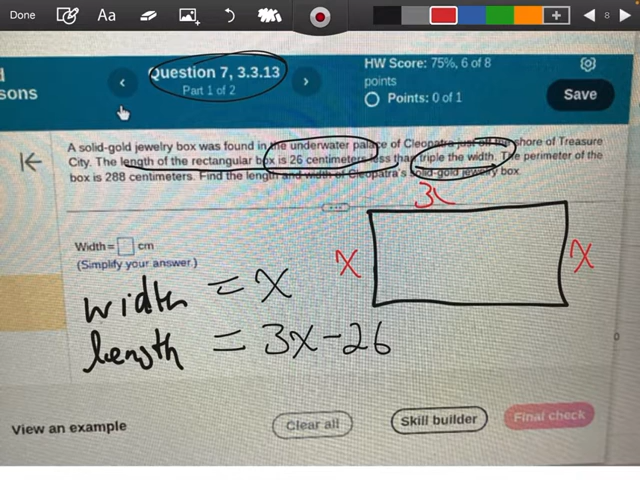 Done Aa 8
d Question 7, 3.3.13 HW Score: 75%, 6 of 8
sons Part 1 of 2 points
Points: 0 of 1 Save
A solid-gold jewelry box was found in the underwater palace of Cleopatra just off the shore of Treasure
City. The length of the rectangular box is 26 centimeters less than triple the width. The perimeter of the
box is 288 centimeters. Find the length and width of Cleopatra's solid-gold jewelry box.
Width = cm
(Simplify your answer.)
X X
width = x
length = 3x-26
View an example Clear all Skill builder Final check